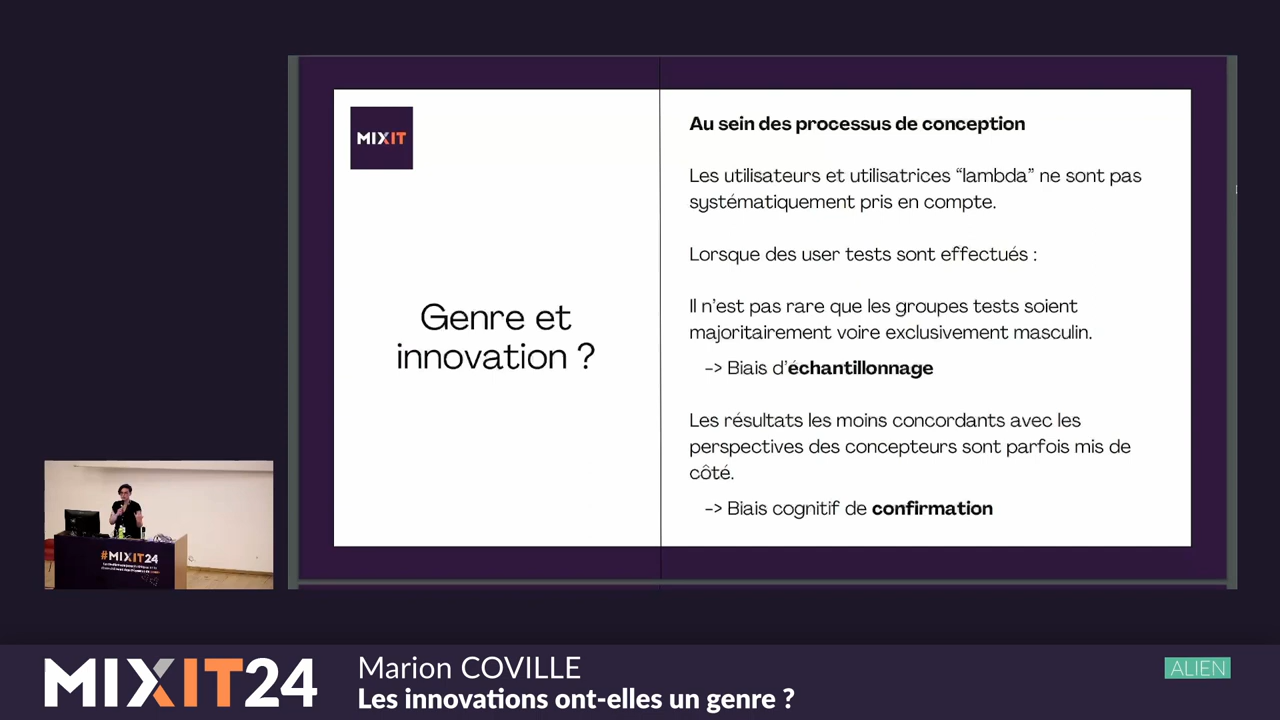 MIXIT
Genre et
innovation ?
Au sein des processus de conception
Les utilisateurs et utilisatrices “lambda” ne sont pas
systématiquement pris en compte.
Lorsque des user tests sont effectués :
Il n’est pas rare que les groupes tests soient
majoritairement voire exclusivement masculin.
-> Biais d’échantillonnage
Les résultats les moins concordants avec les
perspectives des concepteurs sont parfois mis de
côté.
-> Biais cognitif de confirmation
#MIXIT24
MIXIT24
Marion COVILLE
Les innovations ont-elles un genre ?
ALIEN